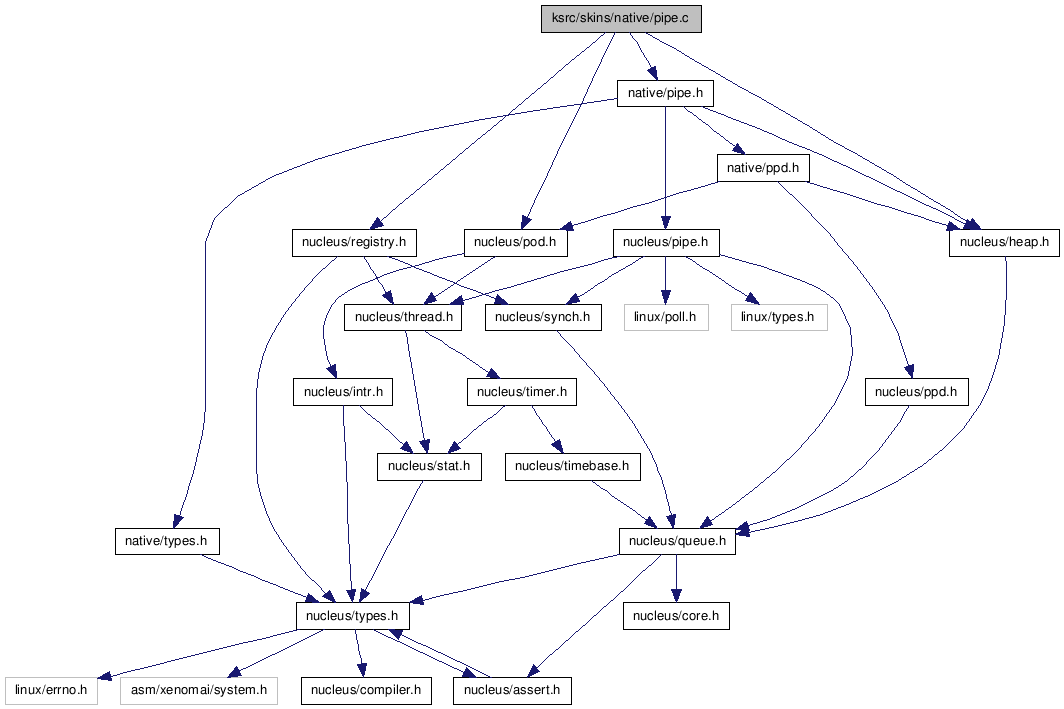 ksrc/skins/native/pipe.c
native/pipe.h
native/ppd.h
nucleus/registry.h
nucleus/pod.h
nucleus/pipe.h
nucleus/heap.h
nucleus/thread.h
nucleus/synch.h
linux/poll.h
linux/types.h
nucleus/intr.h
nucleus/timer.h
nucleus/ppd.h
nucleus/stat.h
nucleus/timebase.h
native/types.h
nucleus/queue.h
nucleus/types.h
nucleus/core.h
linux/errno.h
asm/xenomai/system.h
nucleus/compiler.h
nucleus/assert.h